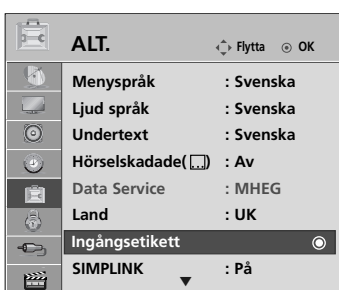 ALT. Flytta OK
Menyspråk : Svenska
Ljud språk : Svenska
Undertext : Svenska
Hörselskadade( ) : Av
Data Service : MHEG
Land : UK
Ingångsetikett
SIMPLINK : På